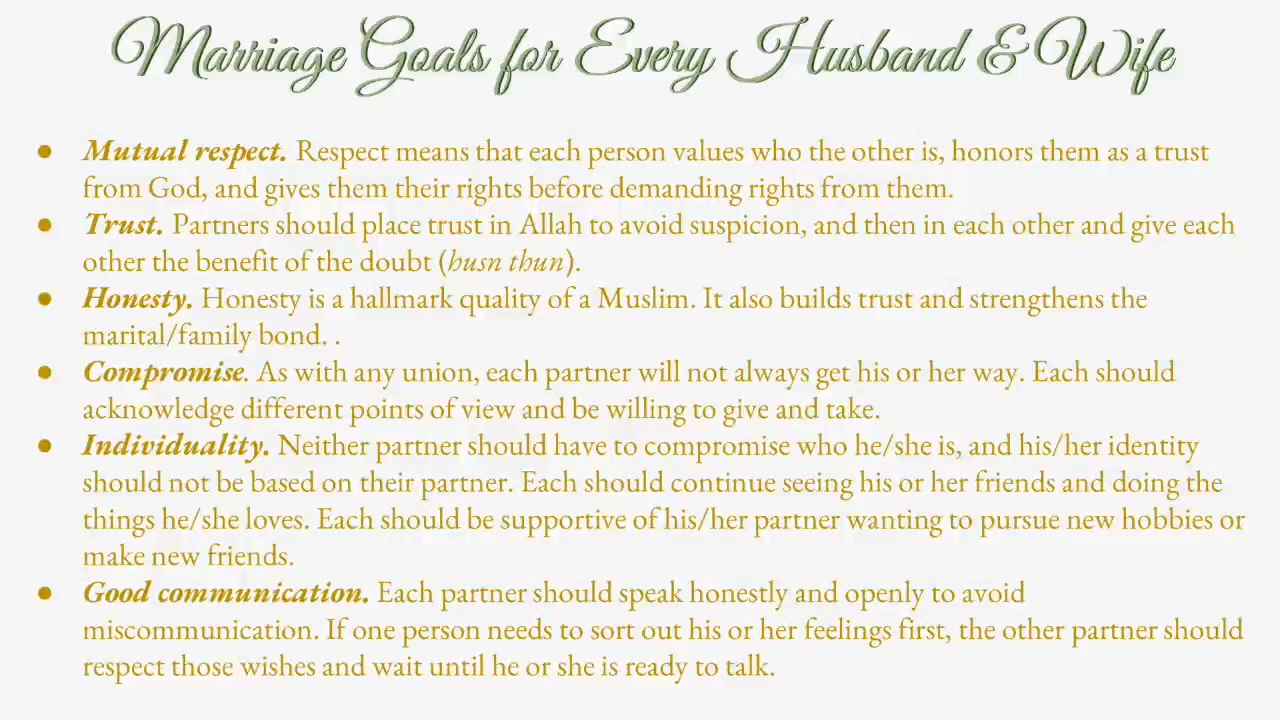 Marriage Goals for Every Husband & Wife
● Mutual respect. Respect means that each person values who the other is, honors them as a trust
from God, and gives them their rights before demanding rights from them.
● Trust. Partners should place trust in Allah to avoid suspicion, and then in each other and give each
other the benefit of the doubt (husn thun).
● Honesty. Honesty is a hallmark quality of a Muslim. It also builds trust and strengthens the
marital/family bond. .
● Compromise. As with any union, each partner will not always get his or her way. Each should
acknowledge different points of view and be willing to give and take.
● Individuality. Neither partner should have to compromise who he/she is, and his/her identity
should not be based on their partner. Each should continue seeing his or her friends and doing the
things he/she loves. Each should be supportive of his/her partner wanting to pursue new hobbies or
make new friends.
● Good communication. Each partner should speak honestly and openly to avoid
miscommunication. If one person needs to sort out his or her feelings first, the other partner should
respect those wishes and wait until he or she is ready to talk.